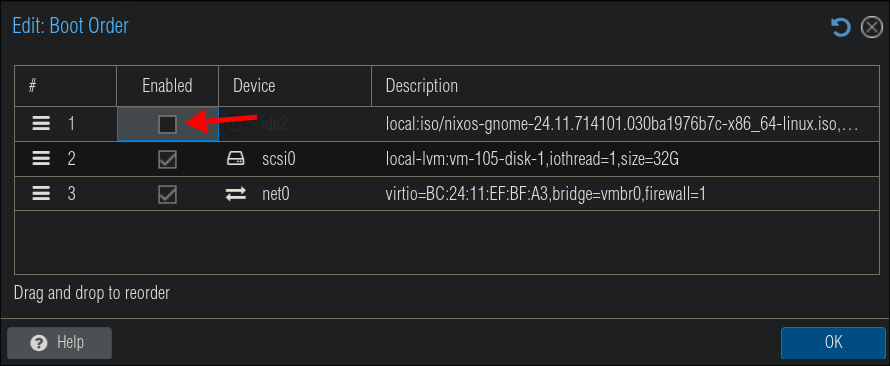 Edit: Boot Order
# Enabled Device Description
1 ide2 local:iso/nixos-gnome-24.11.714101.030ba1976b7c-x86_64-linux.iso,...
2 scsi0 local-lvm:vm-105-disk-1,iothread=1,size=32G
3 net0 virtio=BC:24:11:EF:BF:A3,bridge=vmbr0,firewall=1
Drag and drop to reorder
Help OK